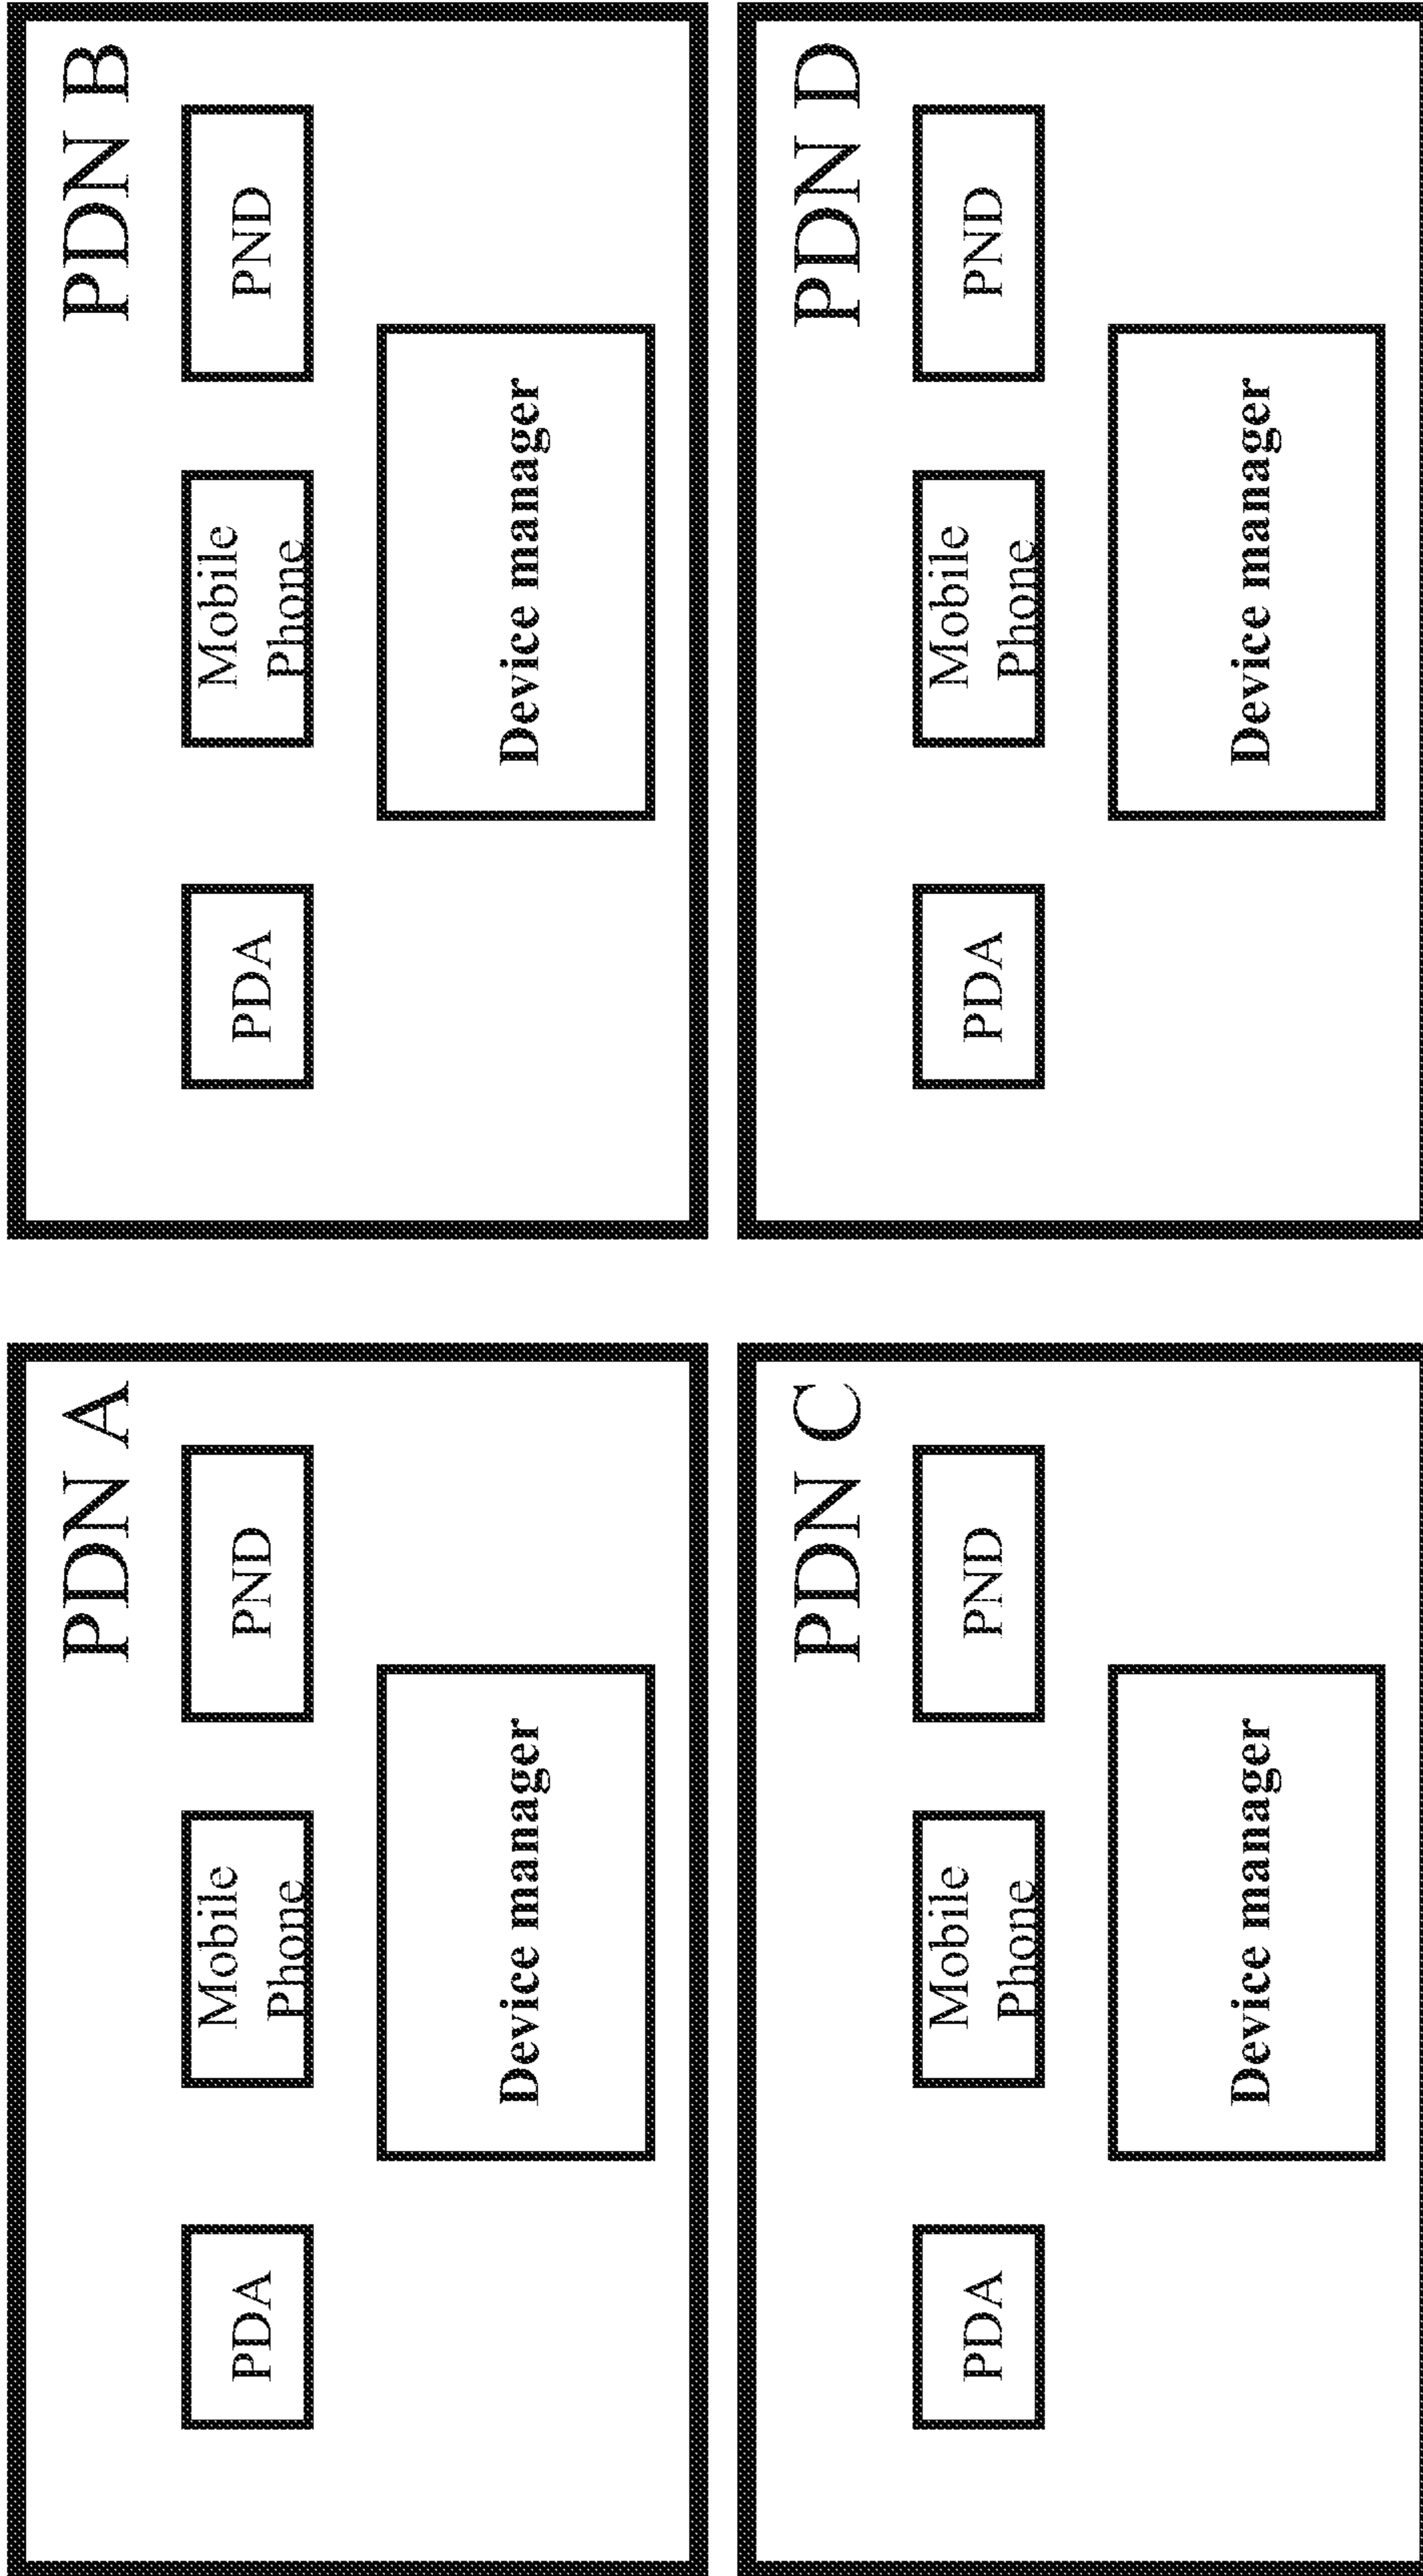 PDN A
PDA
Mobile
Phone
PND
Device manager
PDN B
PDA
Mobile
Phone
PND
Device manager
PDN C
PDA
Mobile
Phone
PND
Device manager
PDN D
PDA
Mobile
Phone
PND
Device manager